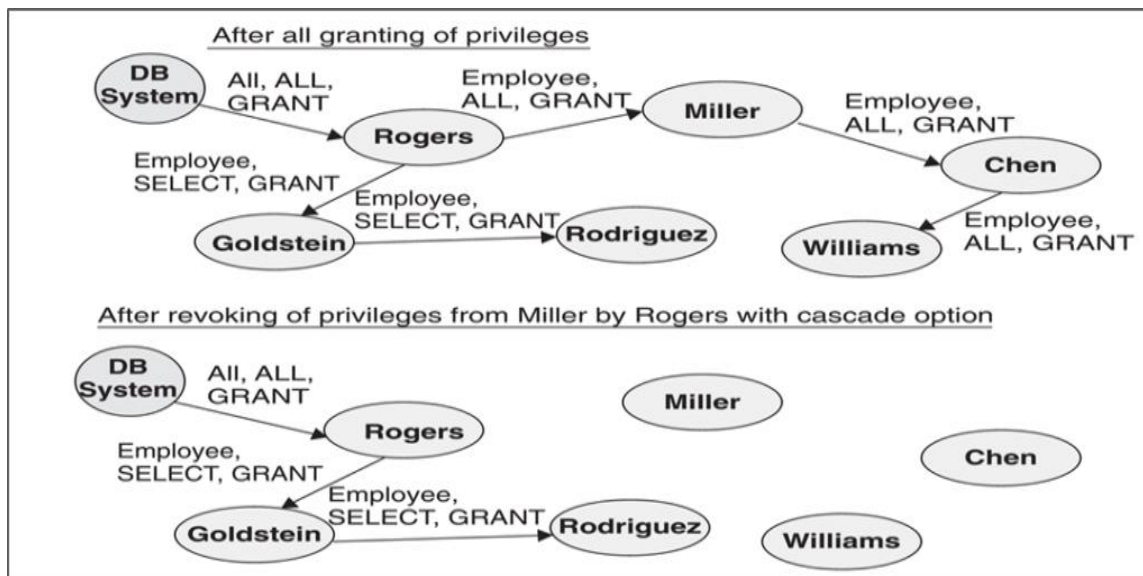 After all granting of privileges
DB
System
All, ALL,
GRANT
Rogers
Employee,
ALL, GRANT
Miller
Employee,
ALL, GRANT
Chen
Employee,
SELECT, GRANT
Goldstein
Employee,
SELECT, GRANT
Rodriguez
Williams
Employee,
ALL, GRANT
After revoking of privileges from Miller by Rogers with cascade option
DB
System
All, ALL,
GRANT
Rogers
Miller
Chen
Employee,
SELECT, GRANT
Goldstein
Employee,
SELECT, GRANT
Rodriguez
Williams